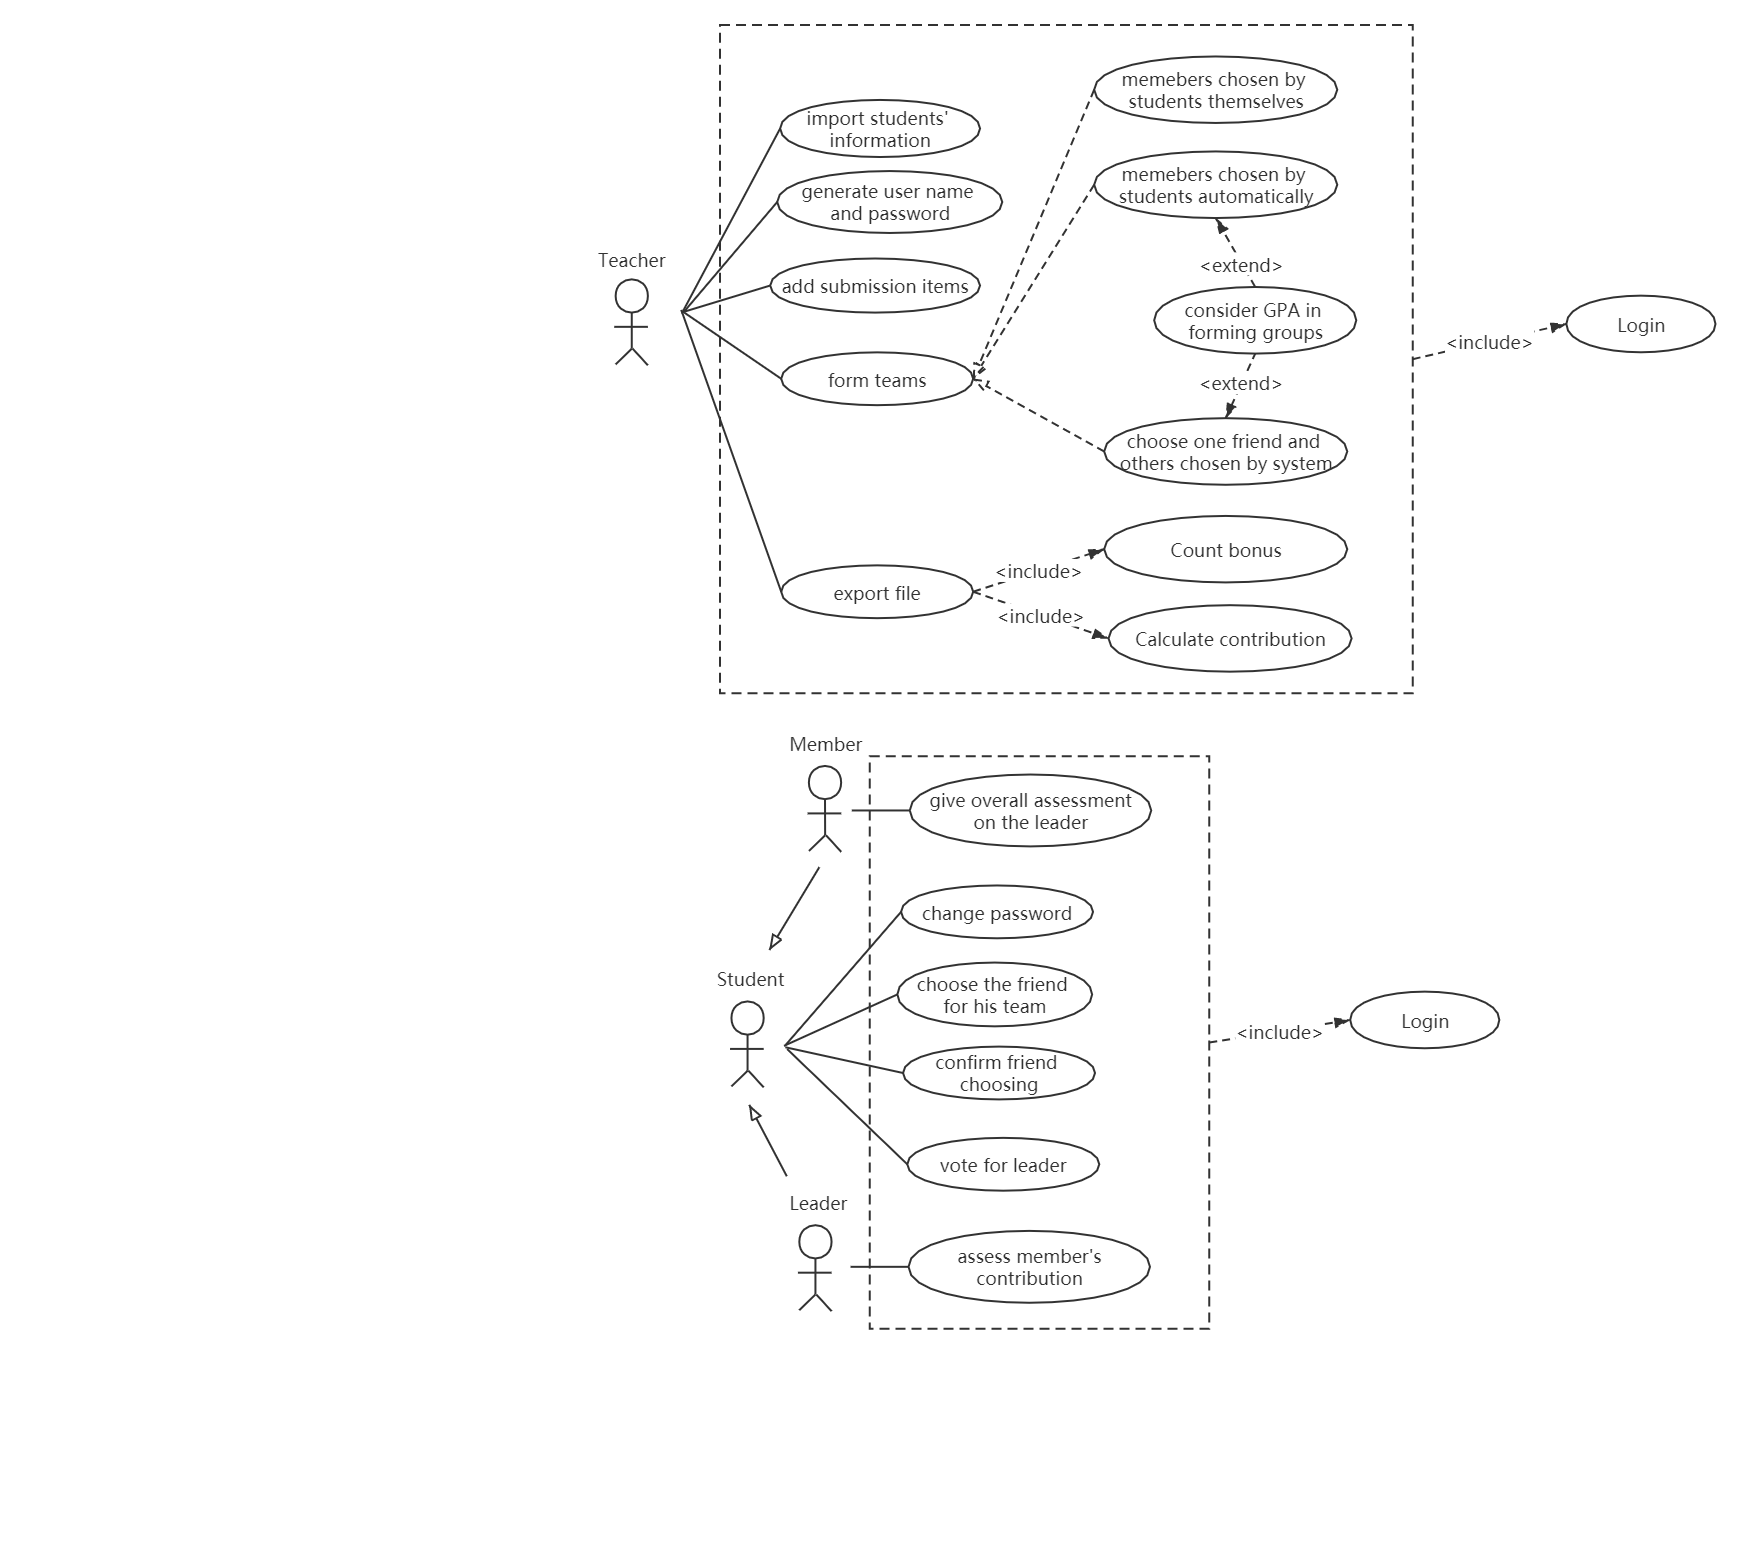 memebers chosen by
students themselves
import students'
information
memebers chosen by
students automatically
generate user name
and password
Teacher
<extend>
add submission items
consider GPA in
forming groups
Login
<include>
form teams
<extend>
choose one friend and
others chosen by system
Count bonus
<include>
export file
<include>
Calculate contribution
Member
give overall assessment
on the leader
change password
Student
choose the friend
for his team
Login
<include>
confirm friend
choosing
vote for leader
Leader
assess member's
contribution